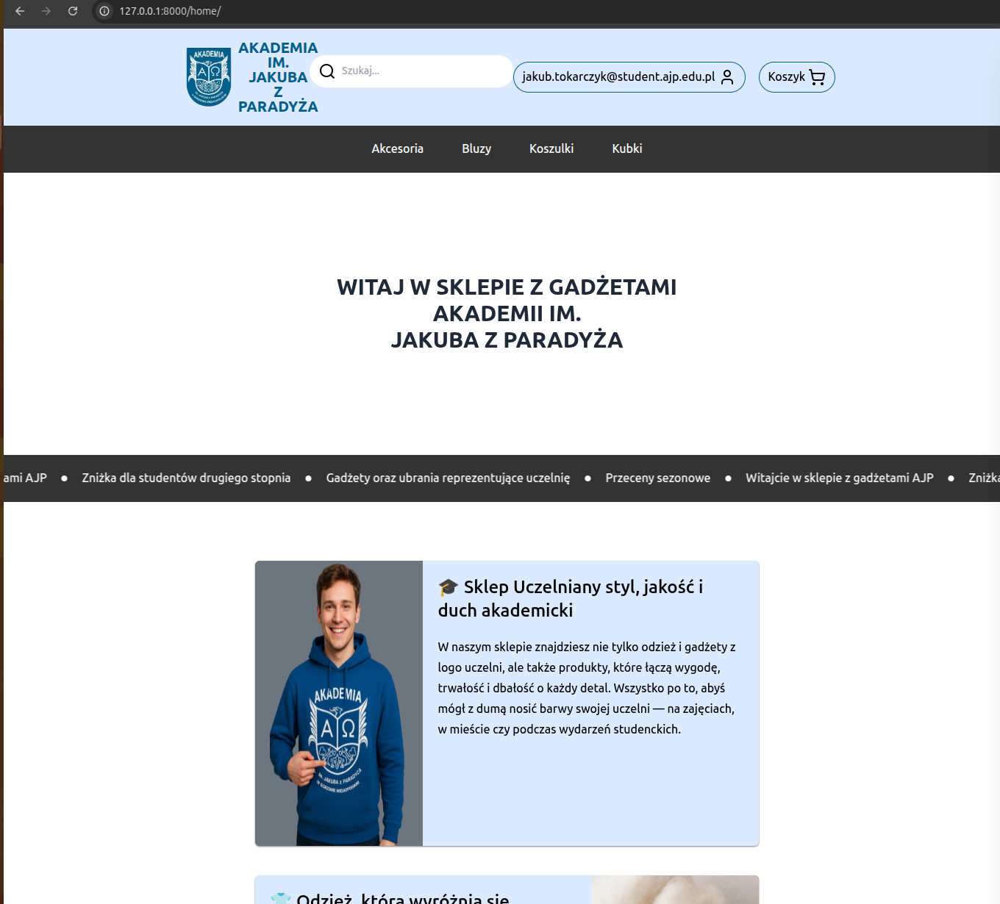 127.0.0.1:8000/home/
AKADEMIA
AKADEMIA
IM.
JAKUBA
Z
PARADYŻA
Szukaj...
jakub.tokarczyk@student.ajp.edu.pl
Koszyk
Akcesoria
Bluzy
Koszulki
Kubki
WITAJ W SKLEPIE Z GADŻETAMI
AKADEMII IM.
JAKUBA Z PARADYŻA
ami AJP ● Zniżka dla studentów drugiego stopnia ● Gadżety oraz ubrania reprezentujące uczelnię ● Przeceny sezonowe ● Witajcie w sklepie z gadżetami AJP ● Zniżka
🎓 Sklep Uczelniany styl, jakość i
duch akademicki
W naszym sklepie znajdziesz nie tylko odzież i gadżety z
logo uczelni, ale także produkty, które łączą wygodę,
trwałość i dbałość o każdy detal. Wszystko po to, abyś
mógł z dumą nosić barwy swojej uczelni — na zajęciach,
w mieście czy podczas wydarzeń studenckich.
AKADEMIA
A Ω
im. JAKUBA z PARADYŻA
👕 Odzież, która wyróżnia się